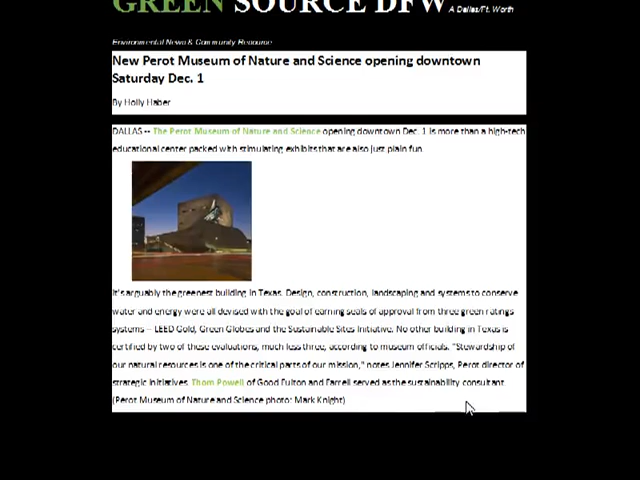 GREEN SOURCE DFW A Dallas/Ft. Worth
Environmental News & Community Resource
New Perot Museum of Nature and Science opening downtown
Saturday Dec. 1
By Holly Haber
DALLAS -- The Perot Museum of Nature and Science opening downtown Dec. 1 is more than a high-tech
educational center packed with stimulating exhibits that are also just plain fun.
It's arguably the greenest building in Texas. Design, construction, landscaping and systems to conserve
water and energy were all devised with the goal of earning seals of approval from three green ratings
systems – LEED Gold, Green Globes and the Sustainable Sites Initiative. No other building in Texas is
certified by two of these evaluations, much less three, according to museum officials. "Stewardship of
our natural resources is one of the critical parts of our mission," notes Jennifer Scripps, Perot director of
strategic initiatives. Thom Powell of Good Fulton and Farrell served as the sustainability consultant.
(Perot Museum of Nature and Science photo: Mark Knight)